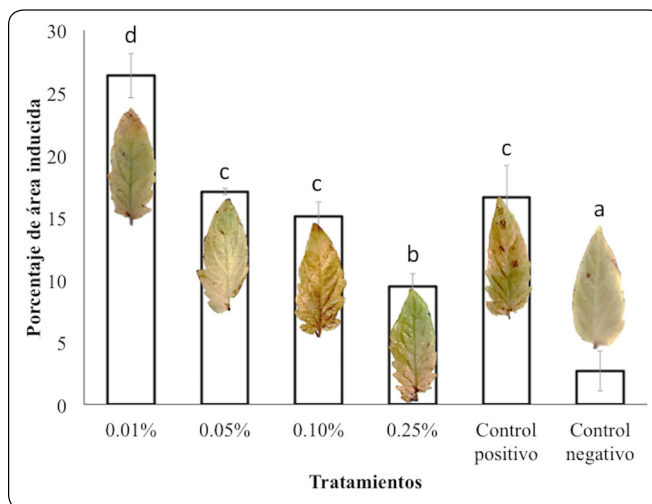 Porcentaje de área inducida
30
25
20
15
10
5
0
d
c
c
b
c
a
0.01%
0.05%
0.10%
0.25%
Control
positivo
Control
negativo
Tratamientos